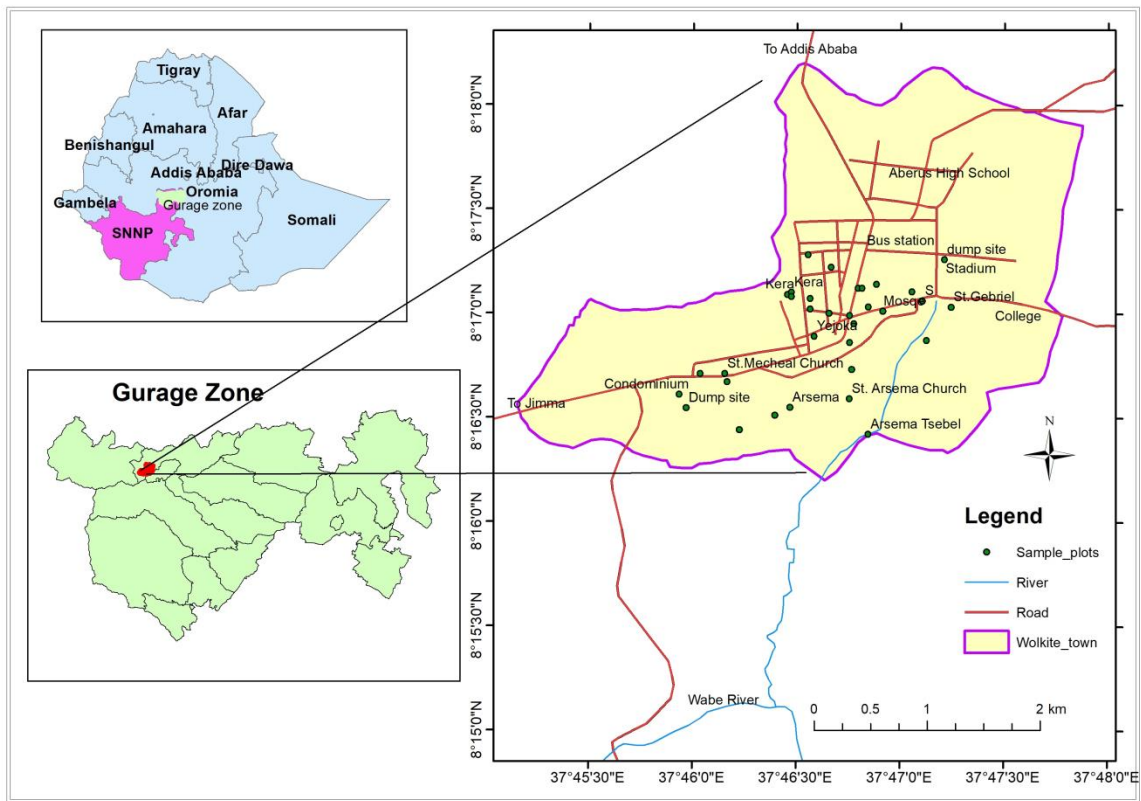 Tigray
Afar
Amahara
Benishangul
Dire Dawa
Addis Ababa
Oromia
Gambela
Gurage zone
Somali
SNNP
Gurage Zone
To Addis Ababa
Aberus High School
Bus station
dump site
Stadium
Kera
Kera
S
Mosque
St.Gebriel
College
Yejoka
St.Mecheal Church
Condominium
St. Arsema Church
Dump site
Arsema
To Jimma
Arsema Tsebel
Wabe River
8°18'0"N
8°17'30"N
8°17'0"N
8°16'30"N
8°16'0"N
8°15'30"N
8°15'0"N
37°45'30"E
37°46'0"E
37°46'30"E
37°47'0"E
37°47'30"E
37°48'0"E
N
Legend
Sample_plots
River
Road
Wolkite_town
0 0.5 1 2 km